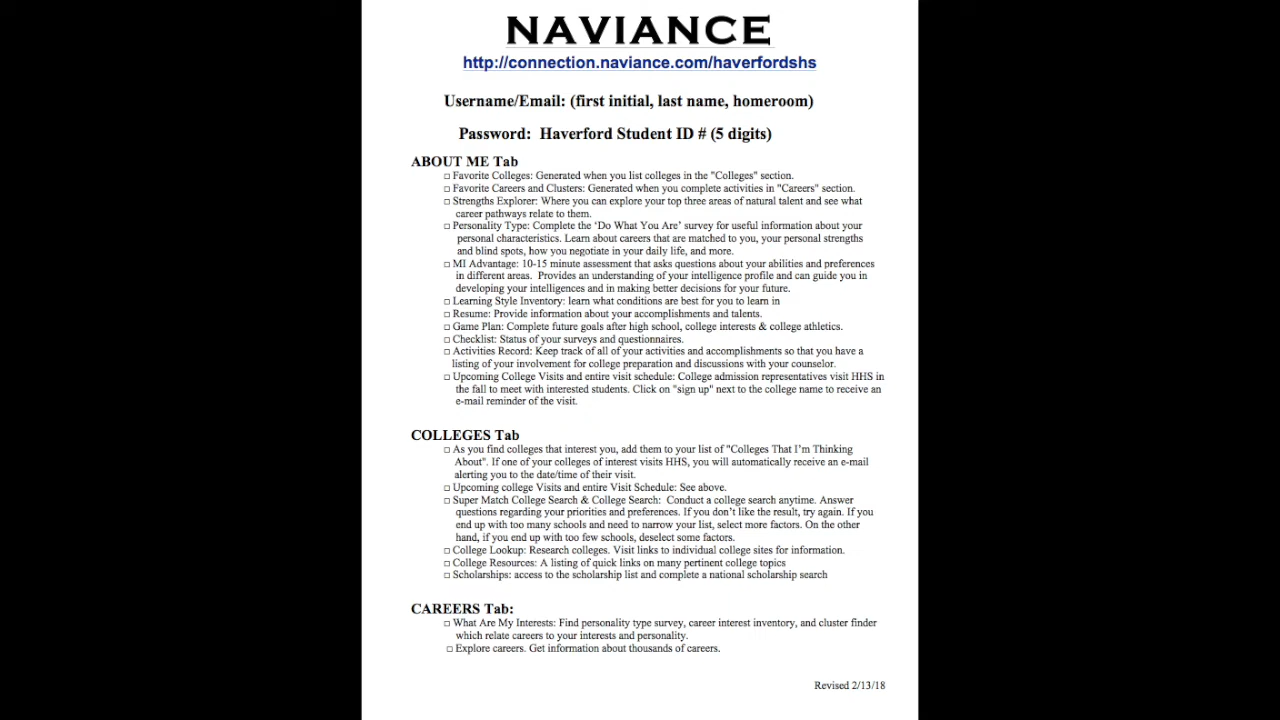 NAVIANCE
http://connection.naviance.com/haverfordshs
Username/Email: (first initial, last name, homeroom)
Password:  Haverford Student ID # (5 digits)
ABOUT ME Tab
□ Favorite Colleges: Generated when you list colleges in the "Colleges" section.
□ Favorite Careers and Clusters: Generated when you complete activities in "Careers" section.
□ Strengths Explorer: Where you can explore your top three areas of natural talent and see what
career pathways relate to them.
□ Personality Type: Complete the ‘Do What You Are’ survey for useful information about your
personal characteristics. Learn about careers that are matched to you, your personal strengths
and blind spots, how you negotiate in your daily life, and more.
□ MI Advantage: 10-15 minute assessment that asks questions about your abilities and preferences
in different areas.  Provides an understanding of your intelligence profile and can guide you in
developing your intelligences and in making better decisions for your future.
□ Learning Style Inventory: learn what conditions are best for you to learn in
□ Resume: Provide information about your accomplishments and talents.
□ Game Plan: Complete future goals after high school, college interests & college athletics.
□ Checklist: Status of your surveys and questionnaires.
□ Activities Record: Keep track of all of your activities and accomplishments so that you have a
listing of your involvement for college preparation and discussions with your counselor.
□ Upcoming College Visits and entire visit schedule: College admission representatives visit HHS in
the fall to meet with interested students. Click on "sign up" next to the college name to receive an
e-mail reminder of the visit.
COLLEGES Tab
□ As you find colleges that interest you, add them to your list of "Colleges That I’m Thinking
About". If one of your colleges of interest visits HHS, you will automatically receive an e-mail
alerting you to the date/time of their visit.
□ Upcoming college Visits and entire Visit Schedule: See above.
□ Super Match College Search & College Search:  Conduct a college search anytime. Answer
questions regarding your priorities and preferences. If you don’t like the result, try again. If you
end up with too many schools and need to narrow your list, select more factors. On the other
hand, if you end up with too few schools, deselect some factors.
□ College Lookup: Research colleges. Visit links to individual college sites for information.
□ College Resources: A listing of quick links on many pertinent college topics
□ Scholarships: access to the scholarship list and complete a national scholarship search
CAREERS Tab:
□ What Are My Interests: Find personality type survey, career interest inventory, and cluster finder
which relate careers to your interests and personality.
□ Explore careers. Get information about thousands of careers.
Revised 2/13/18